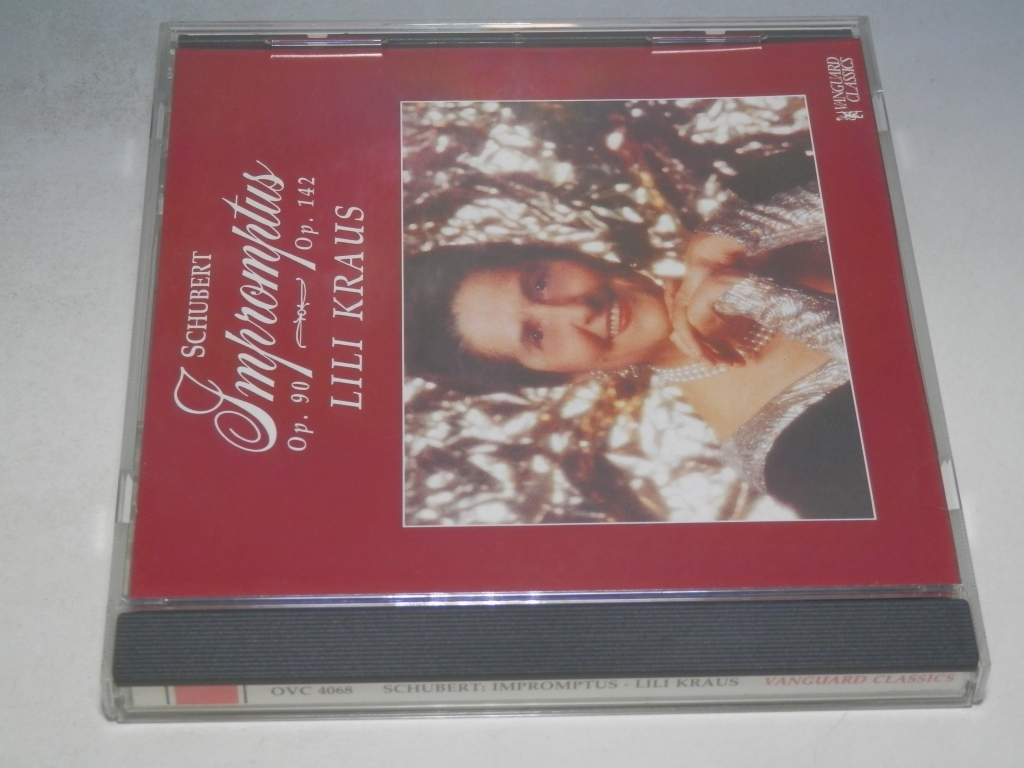 SCHUBERT
Impromptus
Op. 90 Op. 142
LILI KRAUS
VANGUARD
CLASSICS
OVC 4068 SCHUBERT: IMPROMPTUS · LILI KRAUS VANGUARD CLASSICS